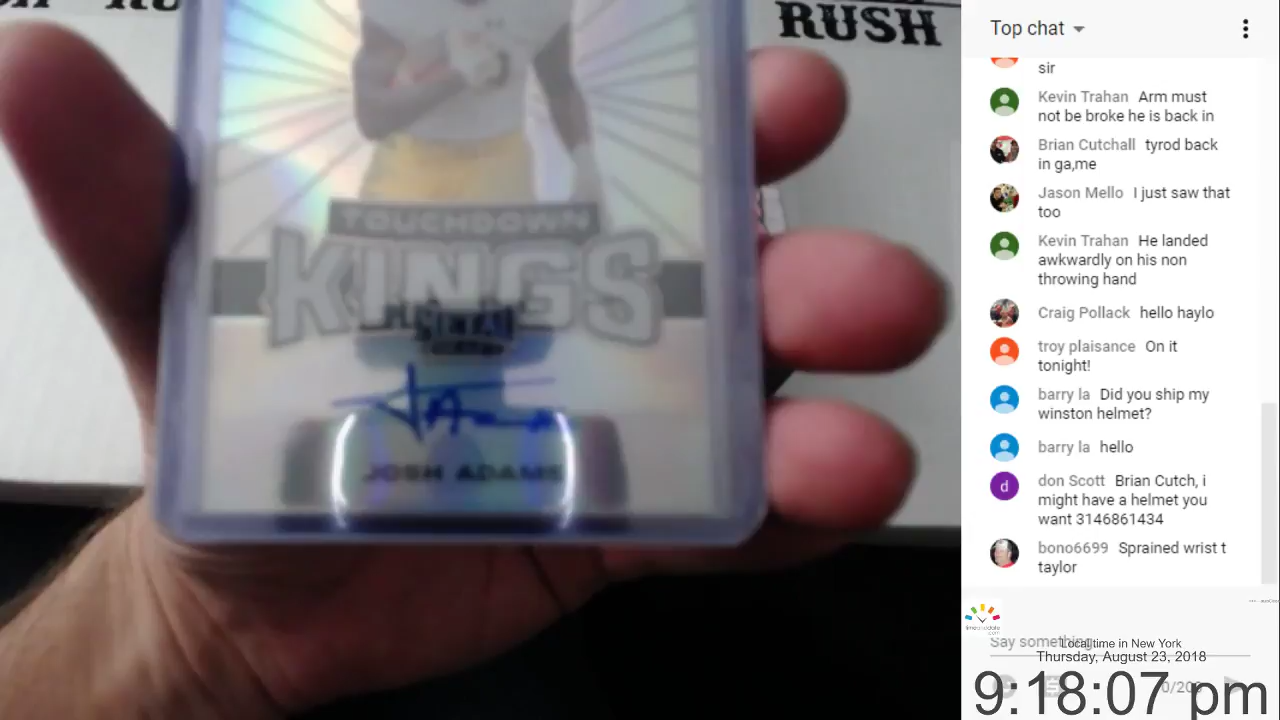 RUSH
TOUCHDOWN
KINGS
JOSH ADAMS
Top chat
sir
Kevin Trahan Arm must
not be broke he is back in
Brian Cutchall tyrod back
in ga,me
Jason Mello I just saw that
too
Kevin Trahan He landed
awkwardly on his non
throwing hand
Craig Pollack hello haylo
troy plaisance On it
tonight!
barry la Did you ship my
winston helmet?
barry la hello
d
don Scott Brian Cutch, i
might have a helmet you
want 3146861434
bono6699 Sprained wrist t
taylor
Say something...
Local time in New York
Thursday, August 23, 2018
9:18:07 pm
0/200